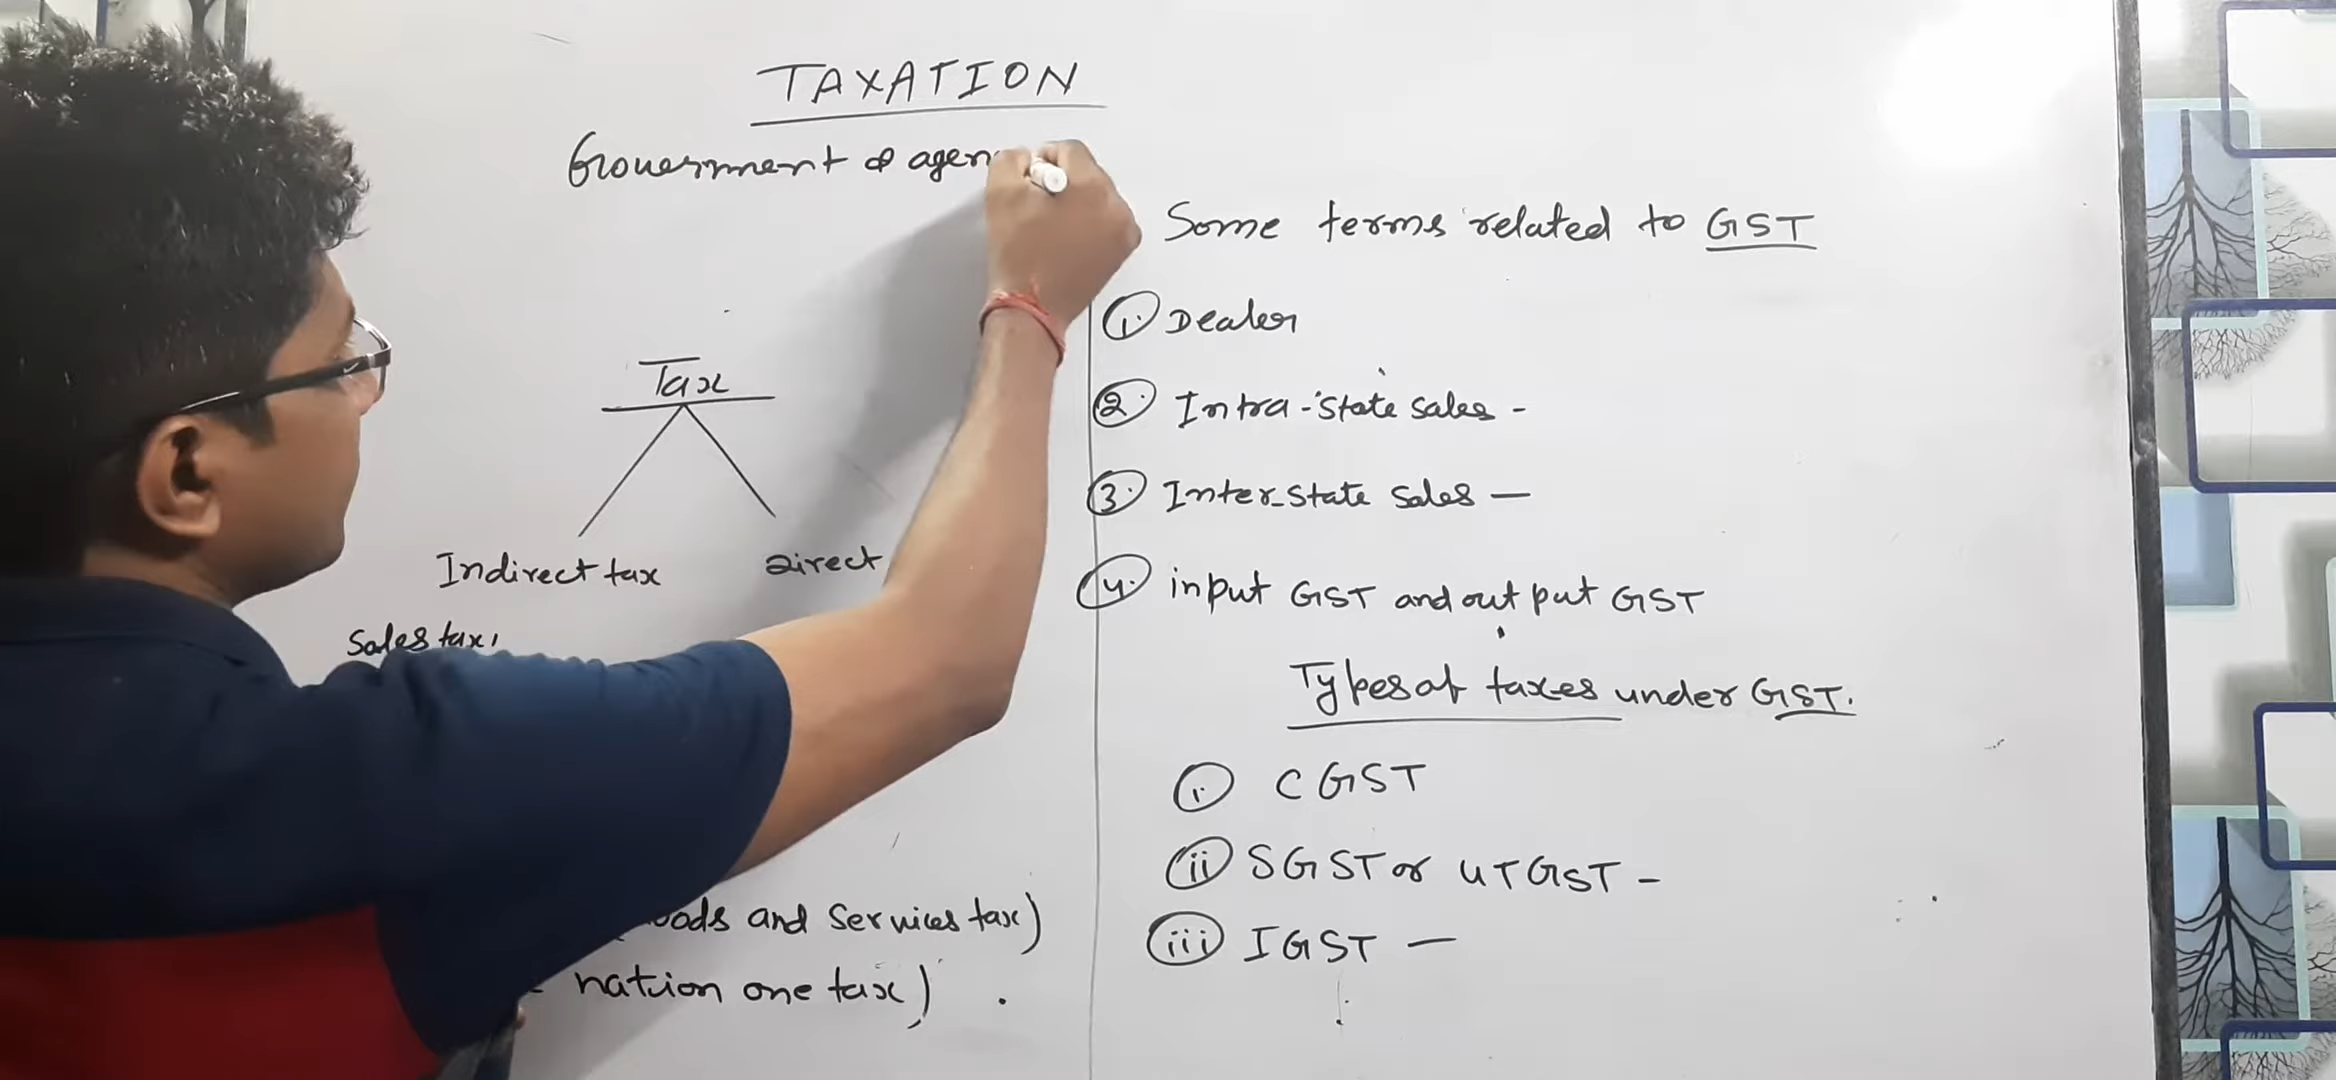 TAXATION
Government & agen
Tax
Indirect tax Direct
Sales tax,
oods and Services tax)
nation one tax) .
Some terms related to GST
1. Dealer
2. Intra-State sales -
3. Inter-State sales —
4. input GST and output GST
Types of taxes under GST.
i. CGST
ii SGST or UTGST -
iii IGST —